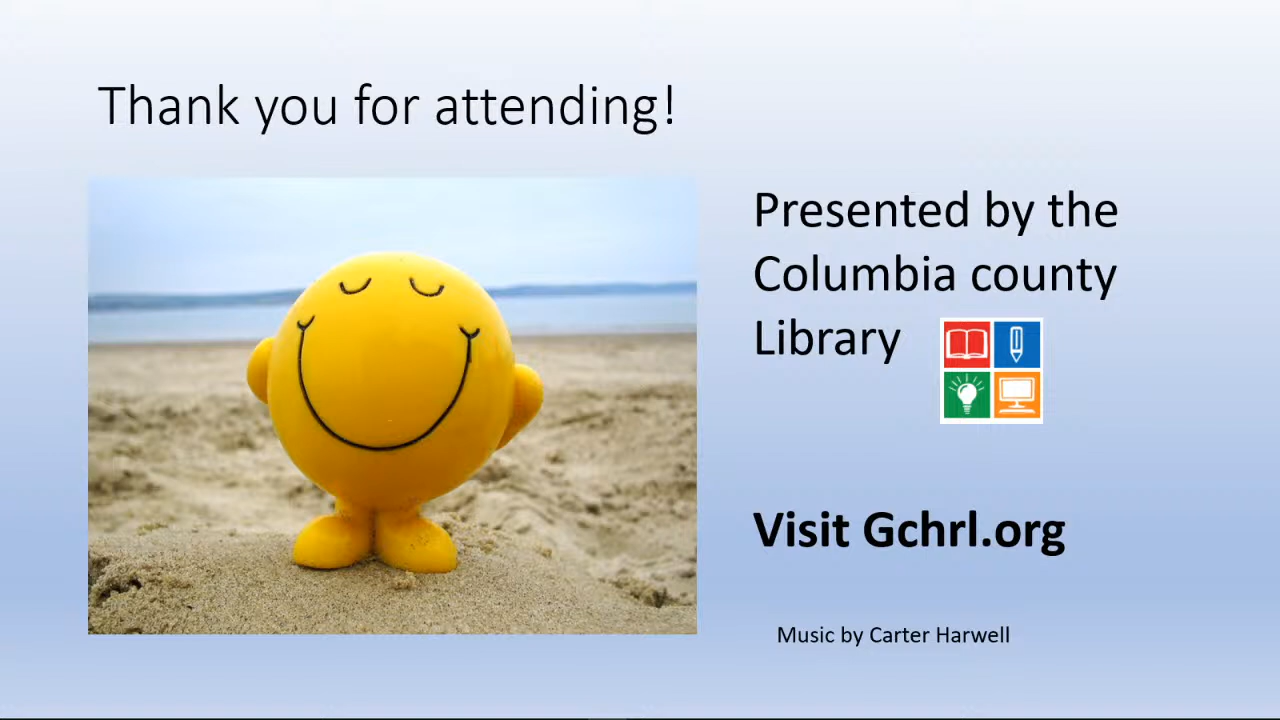 Thank you for attending!
Presented by the
Columbia county
Library
Visit Gchrl.org
Music by Carter Harwell